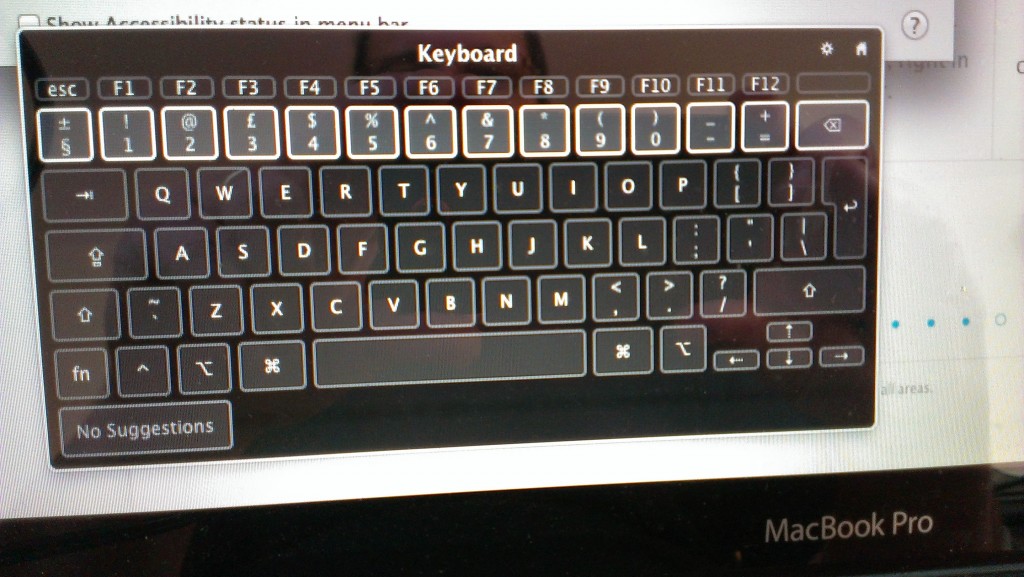 Show Accessibility status in menu bar
?
Keyboard
esc F1 F2 F3 F4 F5 F6 F7 F8 F9 F10 F11 F12
± ! @ £ $ % ^ & * ( ) _ +
§ 1 2 3 4 5 6 7 8 9 0 - =
Q W E R T Y U I O P { }
[ ]
A S D F G H J K L : " |
; ' \
~ Z X C V B N M < > ?
` , . /
fn ^ ⌥ ⌘ ⌘ ⌥
No Suggestions
all areas.
MacBook Pro